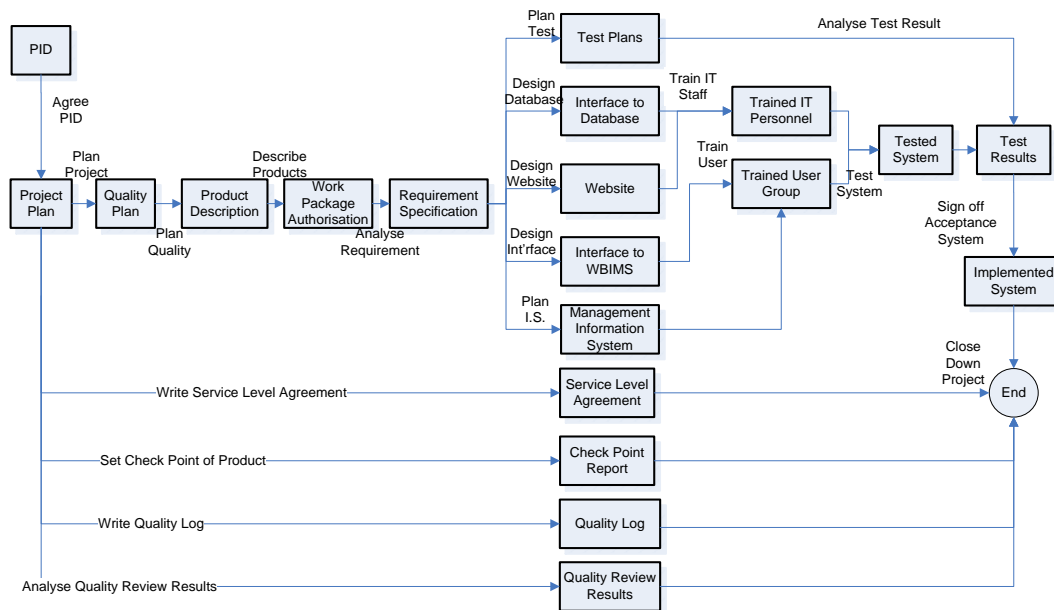 Plan
Test
Test Plans
Analyse Test Result
PID
Agree
PID
Design
Database
Interface to
Database
Train IT
Staff
Trained IT
Personnel
Tested
System
Test
Results
Plan
Project
Describe
Products
Design
Website
Website
Train
User
Trained User
Group
Test
System
Project
Plan
Quality
Plan
Product
Description
Work
Package
Authorisation
Requirement
Specification
Plan
Quality
Analyse
Requirement
Sign off
Acceptance
System
Design
Int'rface
Interface to
WBIMS
Implemented
System
Plan
I.S.
Management
Information
System
Close
Down
Project
Write Service Level Agreement
Service Level
Agreement
End
Set Check Point of Product
Check Point
Report
Write Quality Log
Quality Log
Analyse Quality Review Results
Quality Review
Results